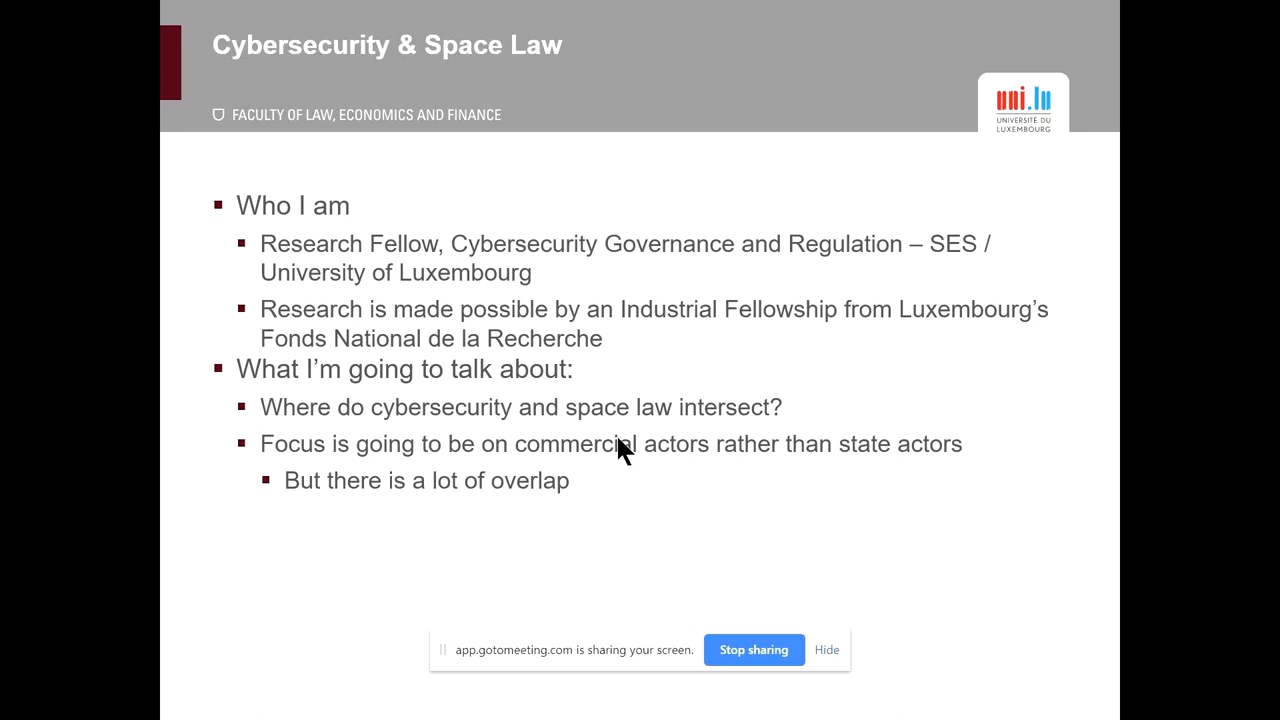 Cybersecurity & Space Law
FACULTY OF LAW, ECONOMICS AND FINANCE
uni.lu
UNIVERSITÉ DU
LUXEMBOURG
Who I am
Research Fellow, Cybersecurity Governance and Regulation – SES /
University of Luxembourg
Research is made possible by an Industrial Fellowship from Luxembourg’s
Fonds National de la Recherche
What I’m going to talk about:
Where do cybersecurity and space law intersect?
Focus is going to be on commercial actors rather than state actors
But there is a lot of overlap
app.gotomeeting.com is sharing your screen. Stop sharing Hide